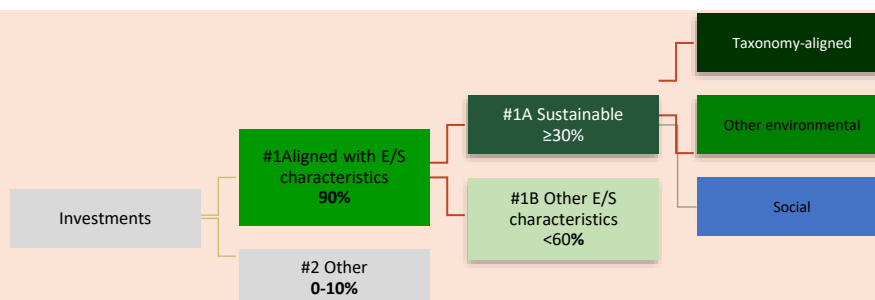 Taxonomy-aligned
#1A Sustainable
≥30%
Other environmental
#1Aligned with E/S
characteristics
90%
#1B Other E/S
characteristics
<60%
Social
Investments
#2 Other
0-10%